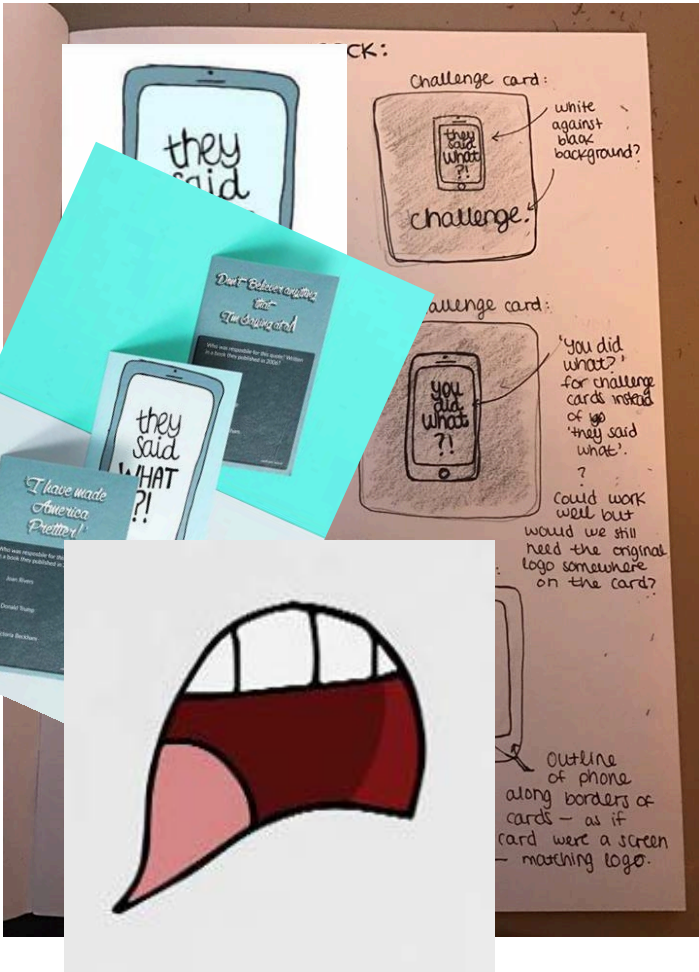 CK:
Challenge card:
they
said
what
?!
challenge.
white
against
black
background?
they
said
allenge card:
you
did
what
?!
'you did
what?'
for challenge
cards instead
of
'they said
what'.
?
Could work
well but
would we still
need the original
logo somewhere
on the card?
Don't Believe anything
that
I'm Saying at all
Who was responsible for this quote? Written
in a book they published in 2006?
they
said
WHAT
?!
'I have made
America
Prettier!'
Who was responsible for this quote? Written
in a book they published in
Joan Rivers
Donald Trump
ctoria Beckham
outline
of phone
along borders of
cards – as if
card were a screen
– matching logo.